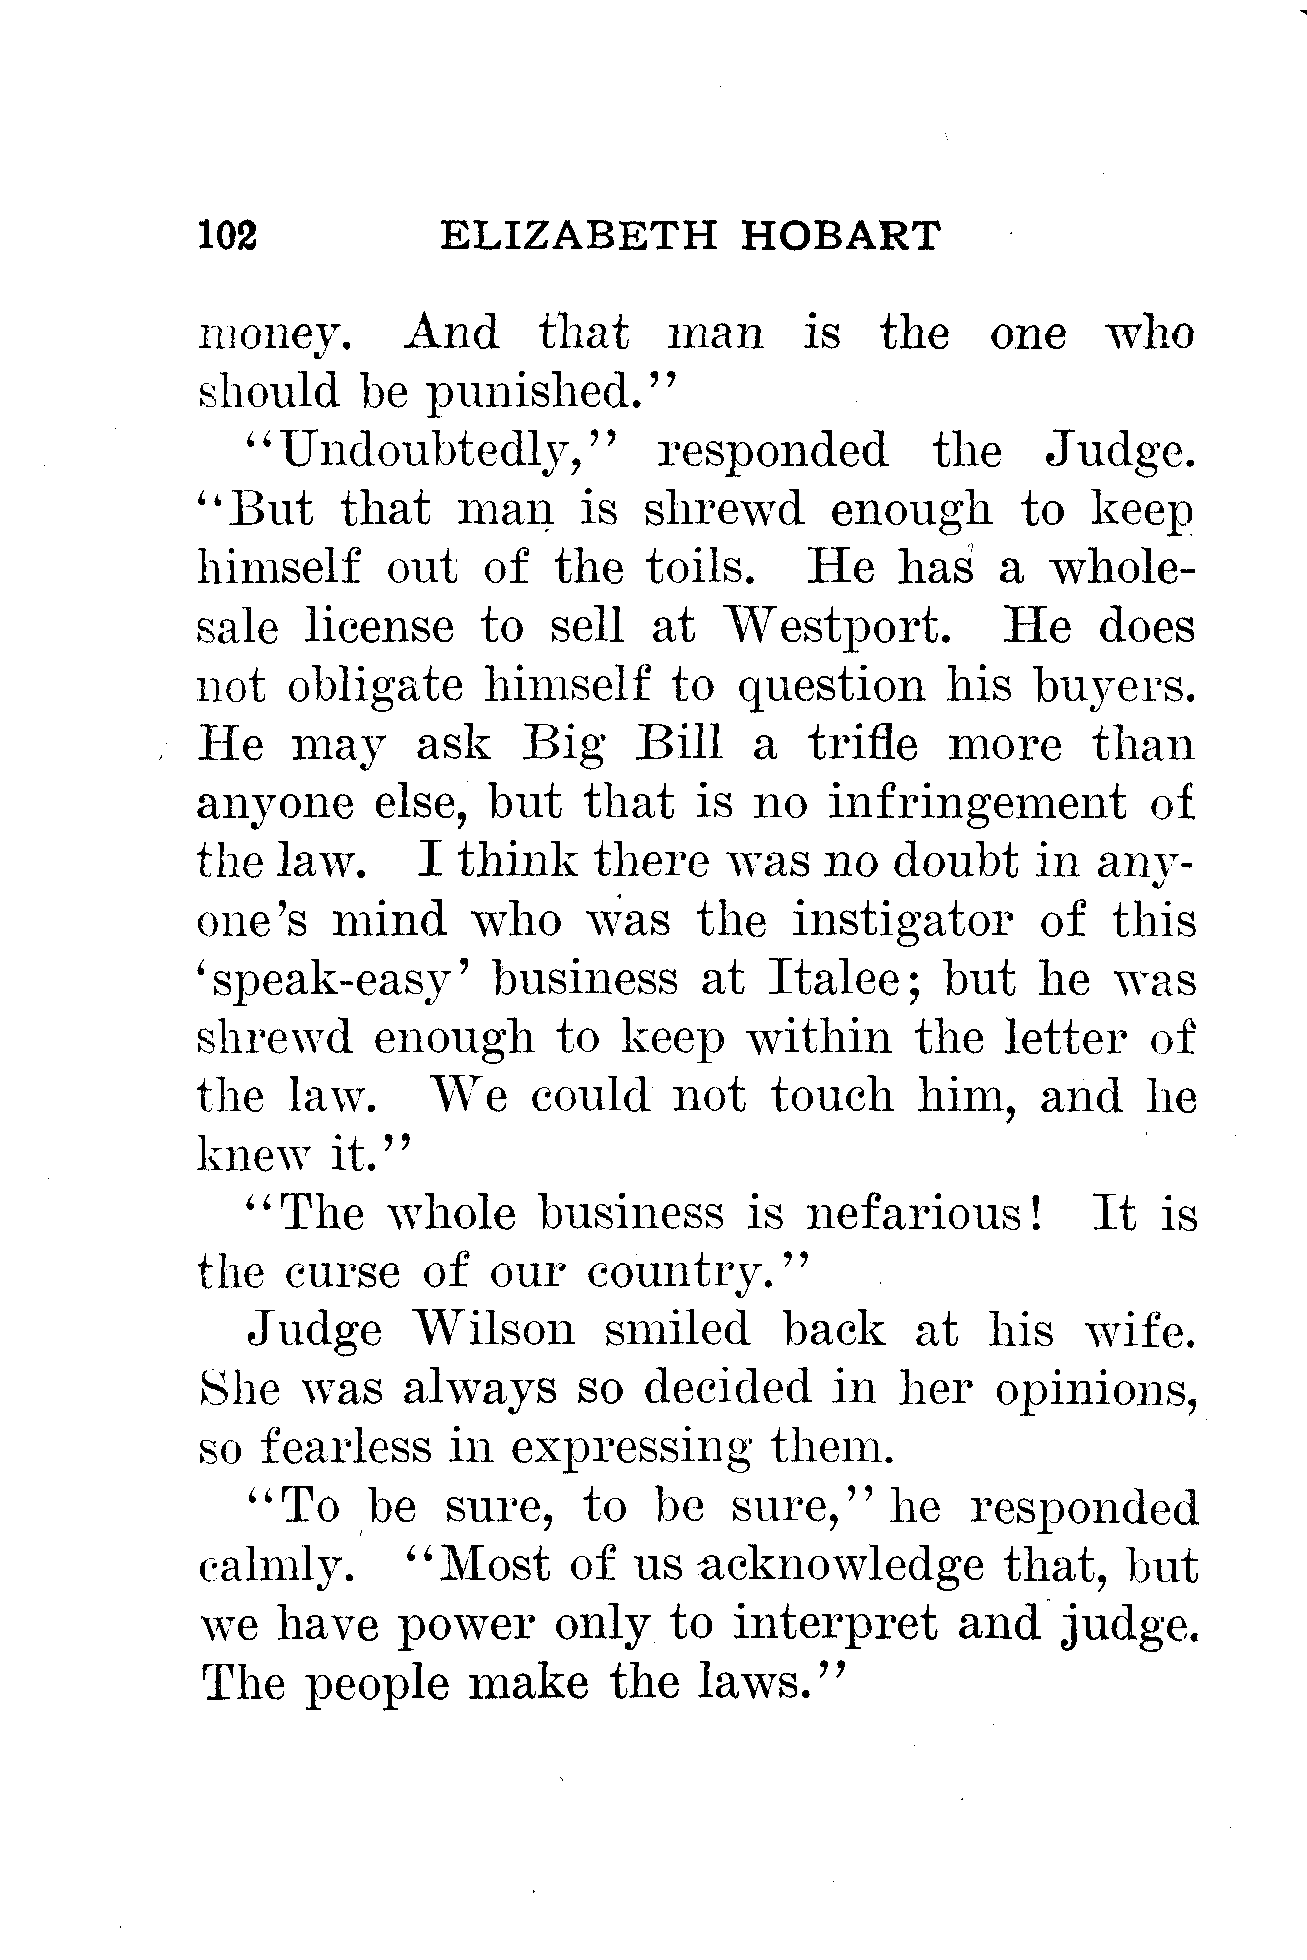 102 ELIZABETH HOBART
money. And that man is the one who
should be punished."
"Undoubtedly," responded the Judge.
"But that man is shrewd enough to keep
himself out of the toils. He has a whole-
sale license to sell at Westport. He does
not obligate himself to question his buyers.
He may ask Big Bill a trifle more than
anyone else, but that is no infringement of
the law. I think there was no doubt in any-
one's mind who was the instigator of this
'speak-easy' business at Italee; but he was
shrewd enough to keep within the letter of
the law. We could not touch him, and he
knew it."
"The whole business is nefarious! It is
the curse of our country."
Judge Wilson smiled back at his wife.
She was always so decided in her opinions,
so fearless in expressing them.
"To be sure, to be sure," he responded
calmly. "Most of us acknowledge that, but
we have power only to interpret and judge.
The people make the laws."